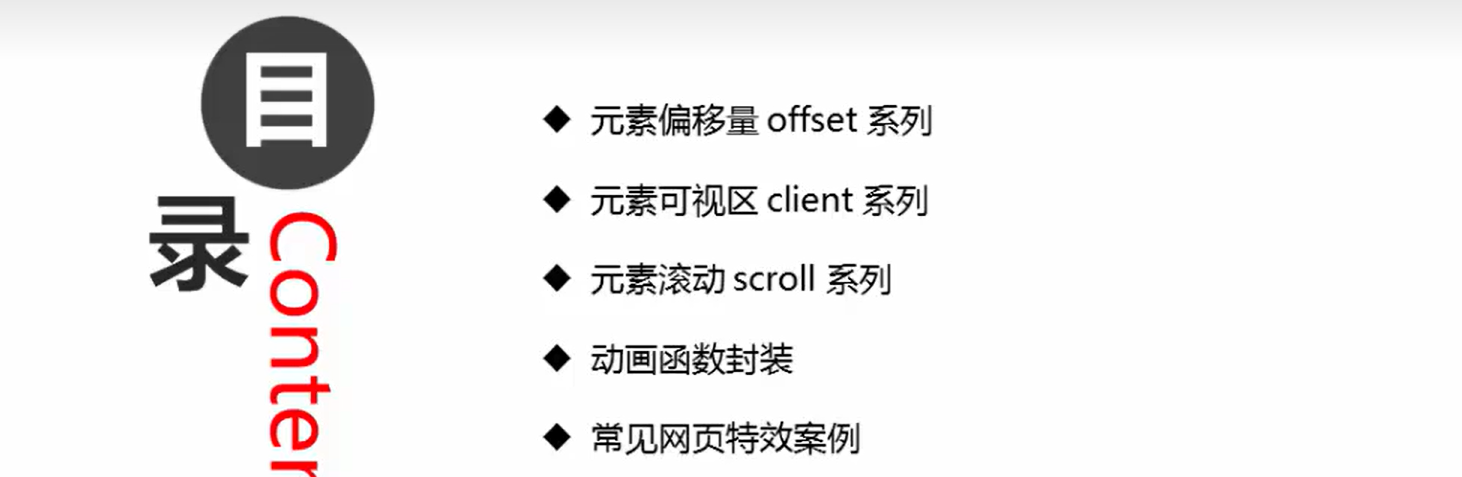 目录
Conten
◆ 元素偏移量 offset 系列
◆ 元素可视区 client 系列
◆ 元素滚动 scroll 系列
◆ 动画函数封装
◆ 常见网页特效案例